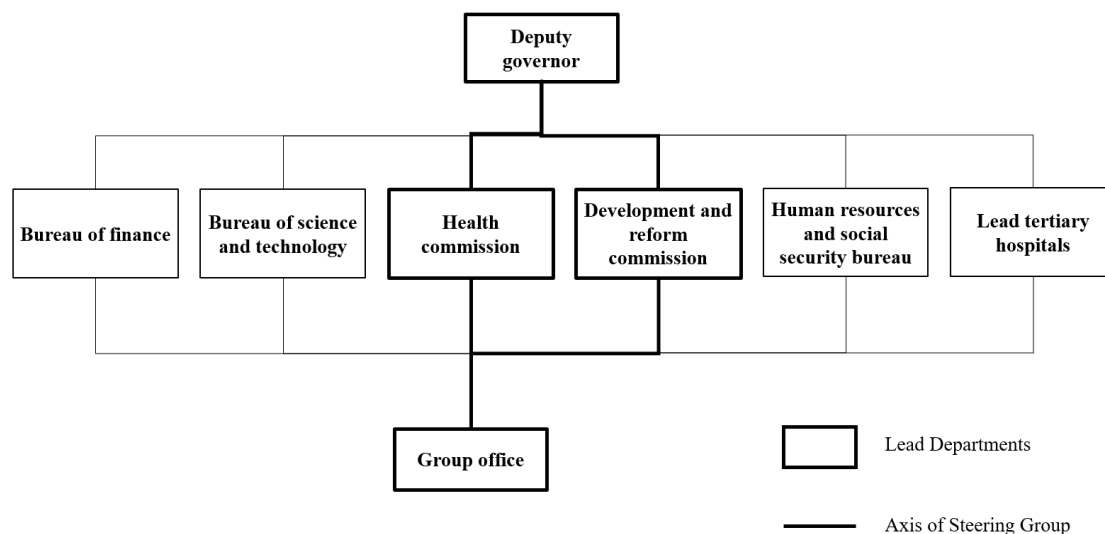 Deputy
governor
Bureau of finance
Bureau of science
and technology
Health
commission
Development and
reform
commission
Human resources
and social
security bureau
Lead tertiary
hospitals
Group office
Lead Departments
Axis of Steering Group